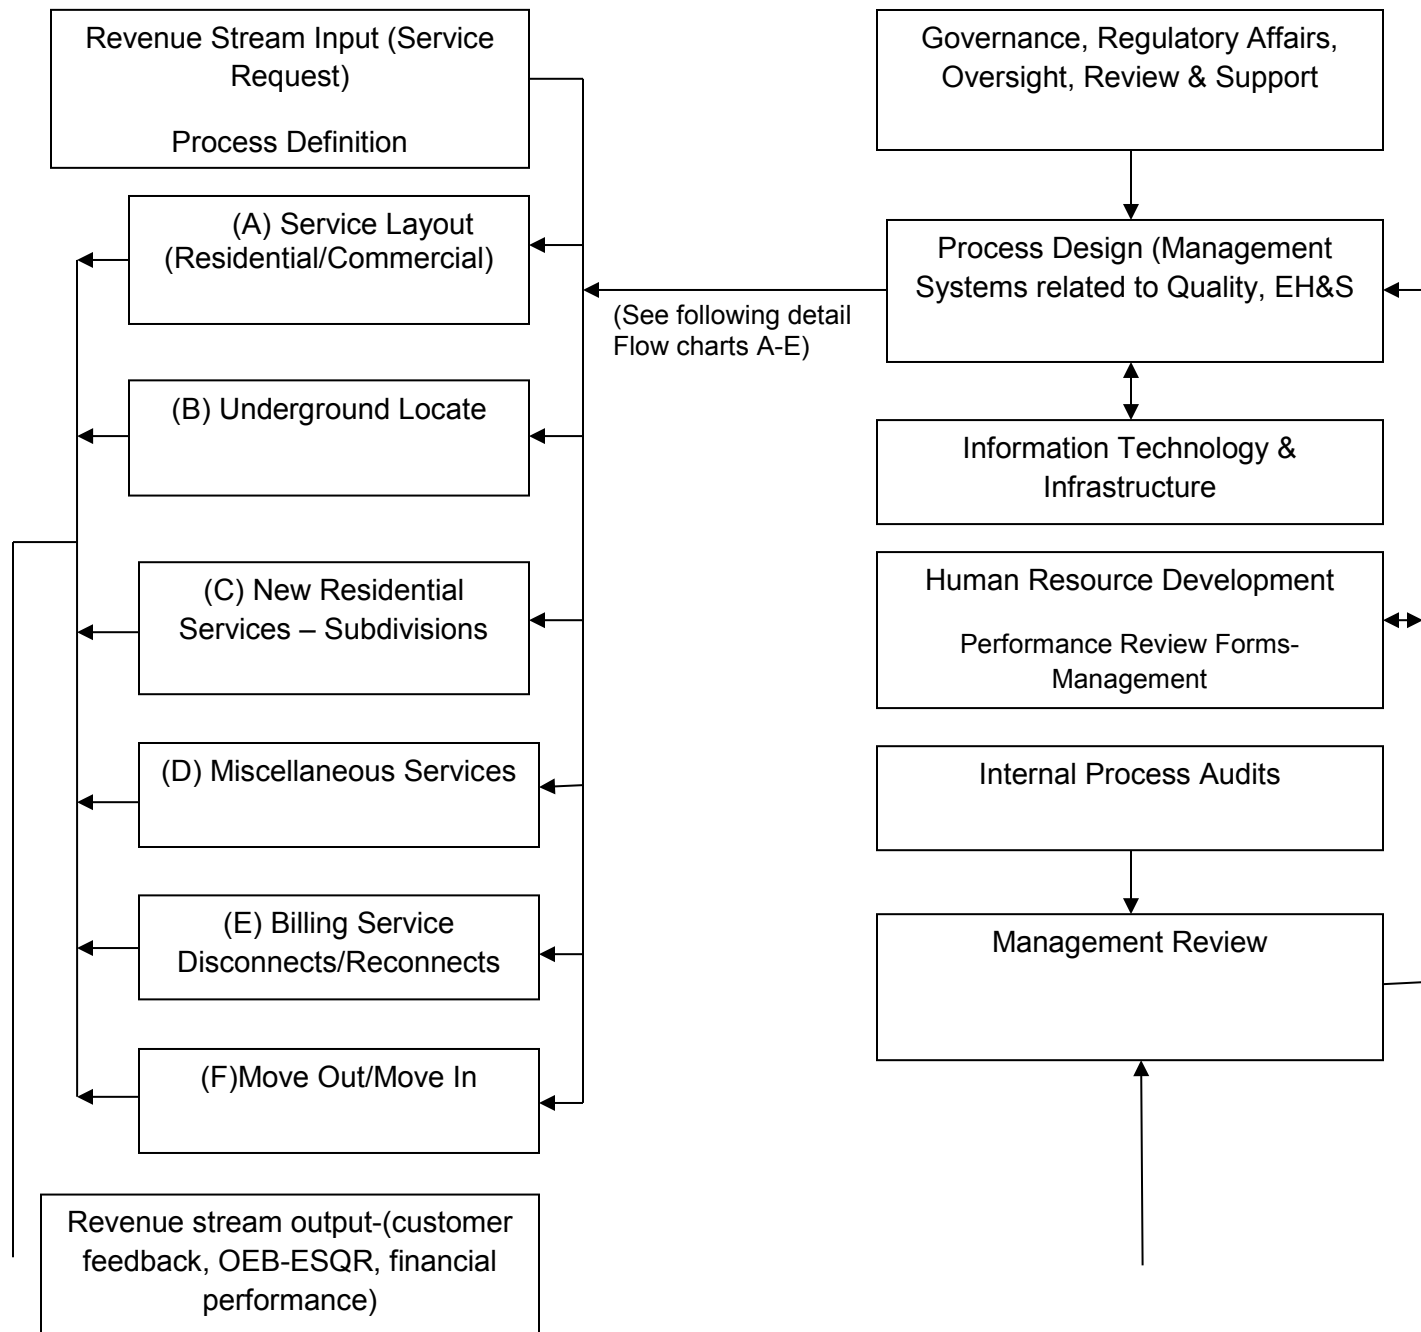 Revenue Stream Input (Service
Request)
Process Definition
(A) Service Layout
(Residential/Commercial)
(B) Underground Locate
(C) New Residential
Services – Subdivisions
(D) Miscellaneous Services
(E) Billing Service
Disconnects/Reconnects
(F)Move Out/Move In
Revenue stream output-(customer
feedback, OEB-ESQR, financial
performance)
(See following detail
Flow charts A-E)
Governance, Regulatory Affairs,
Oversight, Review & Support
Process Design (Management
Systems related to Quality, EH&S
Information Technology &
Infrastructure
Human Resource Development
Performance Review Forms-
Management
Internal Process Audits
Management Review